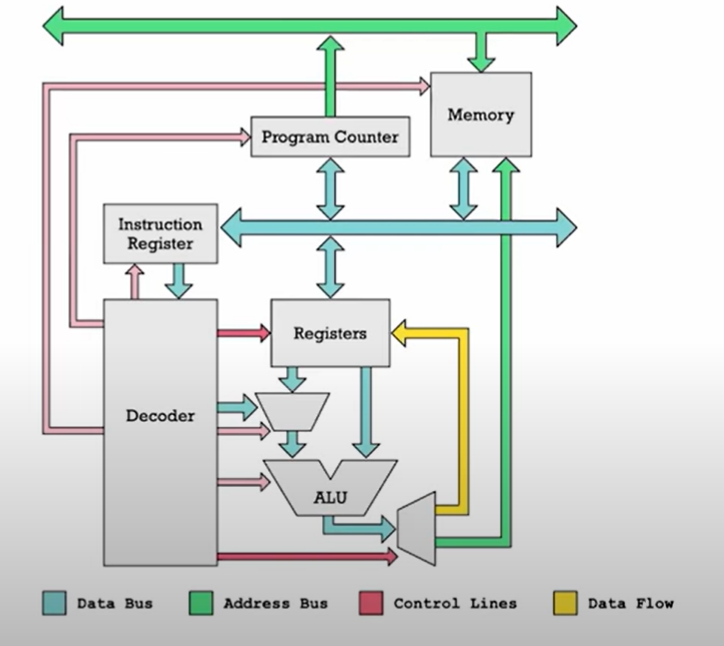 Memory
Program Counter
Instruction
Register
Registers
Decoder
ALU
Data Bus
Address Bus
Control Lines
Data Flow